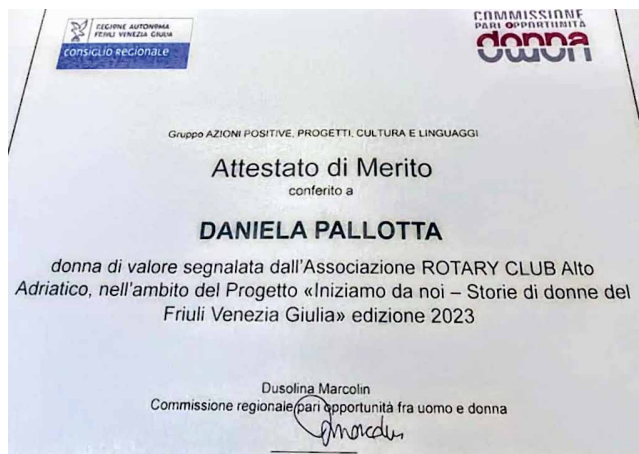 REGIONE AUTONOMA
FRIULI VENEZIA GIULIA
CONSIGLIO REGIONALE
COMMISSIONE
PARI OPPORTUNITÀ
donna
uomo
Gruppo AZIONI POSITIVE, PROGETTI, CULTURA E LINGUAGGI
Attestato di Merito
conferito a
DANIELA PALLOTTA
donna di valore segnalata dall'Associazione ROTARY CLUB Alto
Adriatico, nell'ambito del Progetto «Iniziamo da noi – Storie di donne del
Friuli Venezia Giulia» edizione 2023
Dusolina Marcolin
Commissione regionale pari opportunità fra uomo e donna